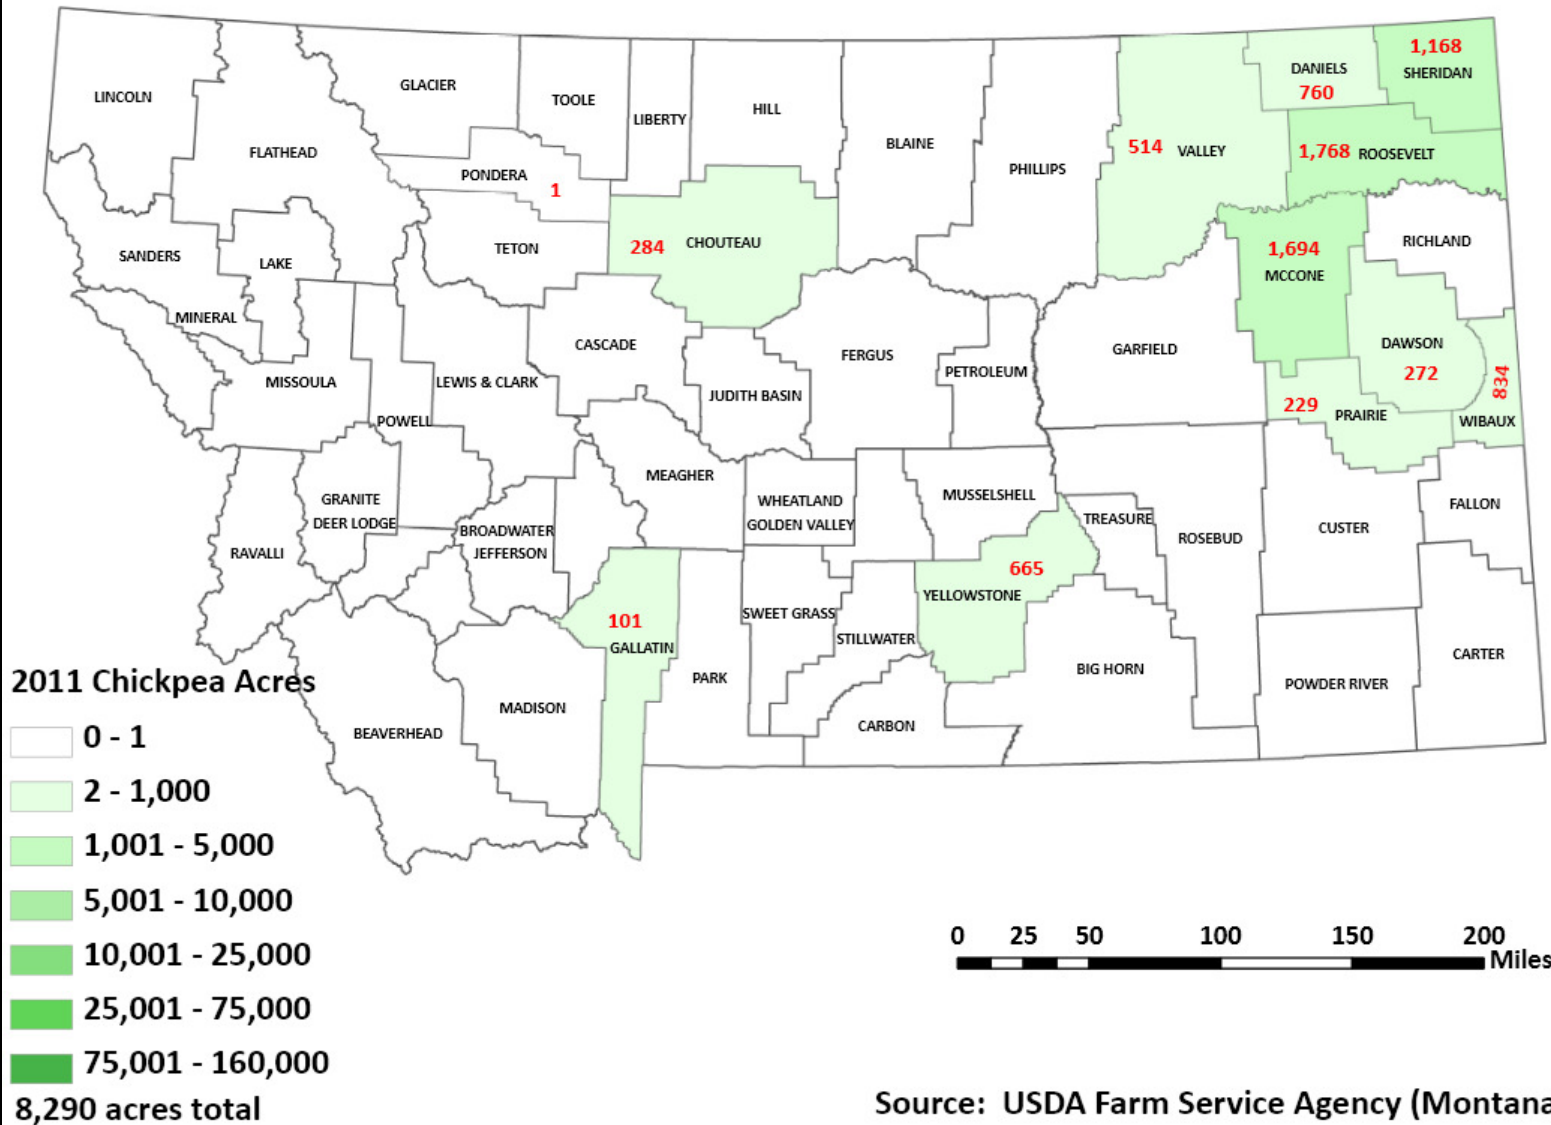 1,168
SHERIDAN
DANIELS
760
GLACIER
TOOLE
LIBERTY
HILL
LINCOLN
BLAINE
FLATHEAD
PHILLIPS
514 VALLEY
1,768 ROOSEVELT
PONDERA
1
284 CHOUTEAU
TETON
SANDERS
LAKE
1,694
MCCONE
RICHLAND
MINERAL
CASCADE
FERGUS
GARFIELD
DAWSON
272
834
MISSOULA
LEWIS & CLARK
JUDITH BASIN
PETROLEUM
229
PRAIRIE
WIBAUX
POWELL
MEAGHER
WHEATLAND
GOLDEN VALLEY
MUSSELSHELL
TREASURE
GRANITE
DEER LODGE
BROADWATER
JEFFERSON
ROSEBUD
CUSTER
FALLON
RAVALLI
665
YELLOWSTONE
SWEET GRASS
STILLWATER
101
GALLATIN
PARK
BIG HORN
POWDER RIVER
CARTER
MADISON
CARBON
BEAVERHEAD
2011 Chickpea Acres
0 - 1
2 - 1,000
1,001 - 5,000
5,001 - 10,000
10,001 - 25,000
25,001 - 75,000
75,001 - 160,000
8,290 acres total
0 25 50 100 150 200
Miles
Source: USDA Farm Service Agency (Montana